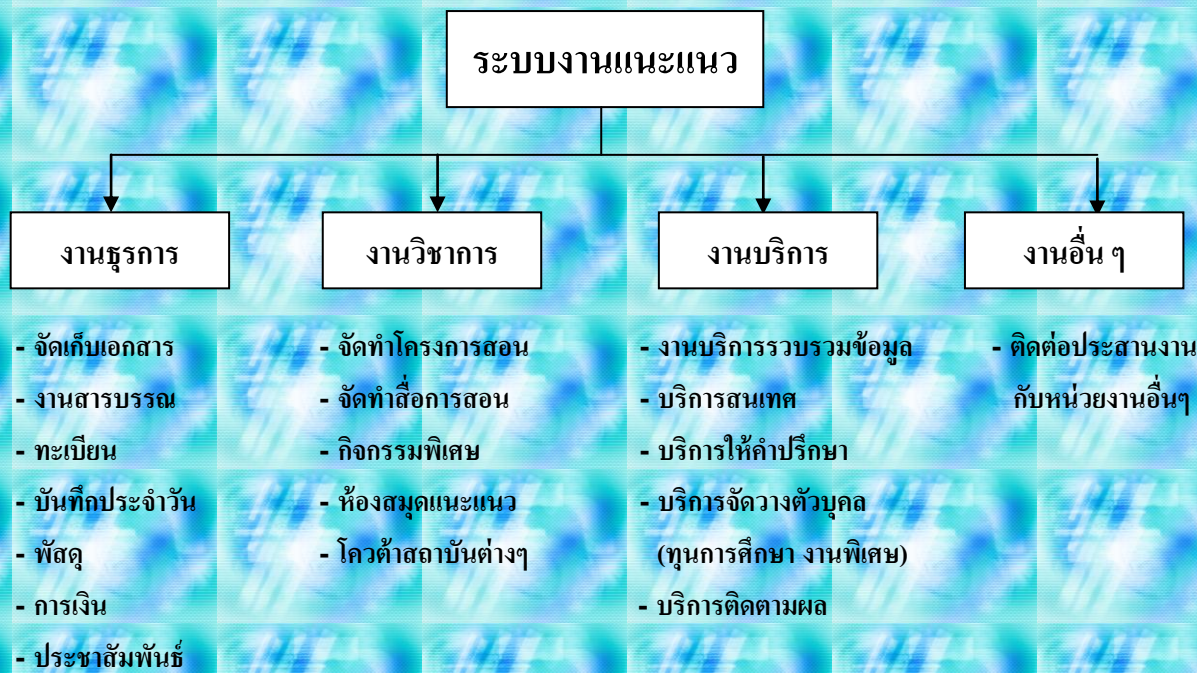 ระบบงานแนะแนว
งานธุรการ
- จัดเก็บเอกสาร
- งานสารบรรณ
- ทะเบียน
- บันทึกประจำวัน
- พัสดุ
- การเงิน
- ประชาสัมพันธ์
งานวิชาการ
- จัดทำโครงการสอน
- จัดทำสื่อการสอน
- กิจกรรมพิเศษ
- ห้องสมุดแนะแนว
- โควต้าสถาบันต่างๆ
งานบริการ
- งานบริการรวบรวมข้อมูล
- บริการสนเทศ
- บริการให้คำปรึกษา
- บริการจัดวางตัวบุคล
(ทุนการศึกษา งานพิเศษ)
- บริการติดตามผล
งานอื่น ๆ
- ติดต่อประสานงาน
กับหน่วยงานอื่นๆ